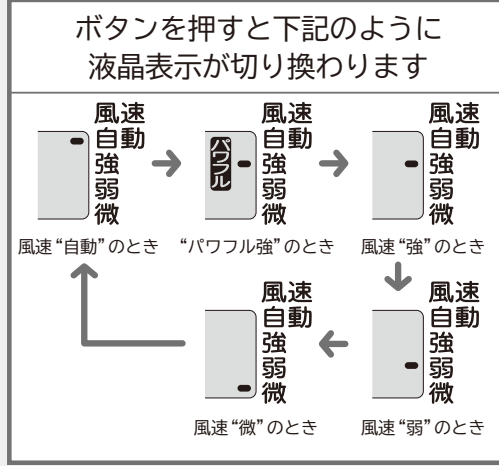 ボタンを押すと下記のように
液晶表示が切り換わります
風速
自動
強
弱
微
風速“自動”のとき
パワフル
風速
自動
強
弱
微
“パワフル強”のとき
風速
自動
強
弱
微
風速“強”のとき
風速
自動
強
弱
微
風速“弱”のとき
風速
自動
強
弱
微
風速“微”のとき